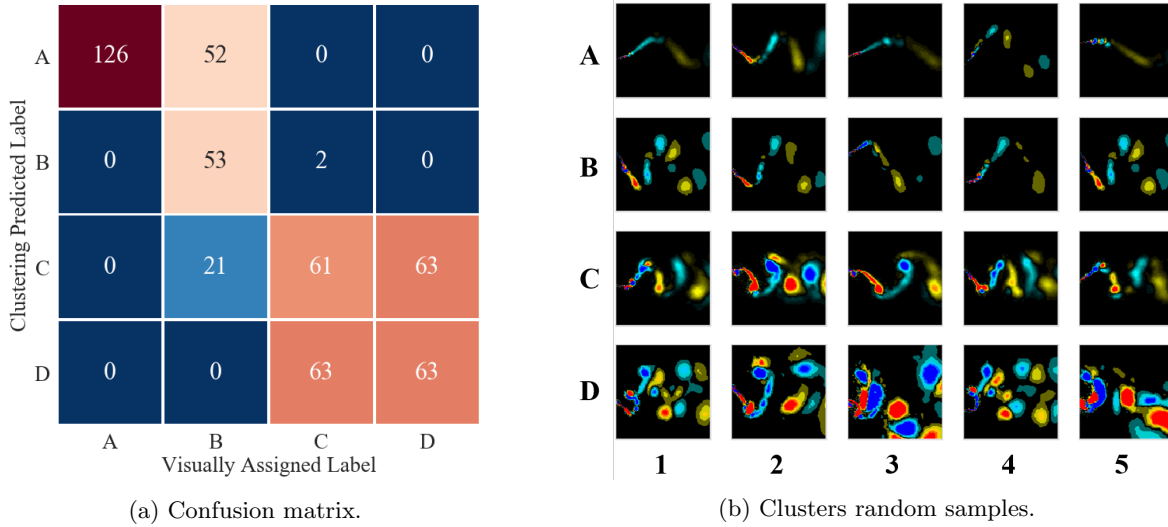 A 126 52 0 0
B 0 53 2 0
C 0 21 61 63
D 0 0 63 63
A B C D
Clustering Predicted Label
Visually Assigned Label
(a) Confusion matrix.
A
B
C
D
1 2 3 4 5
(b) Clusters random samples.